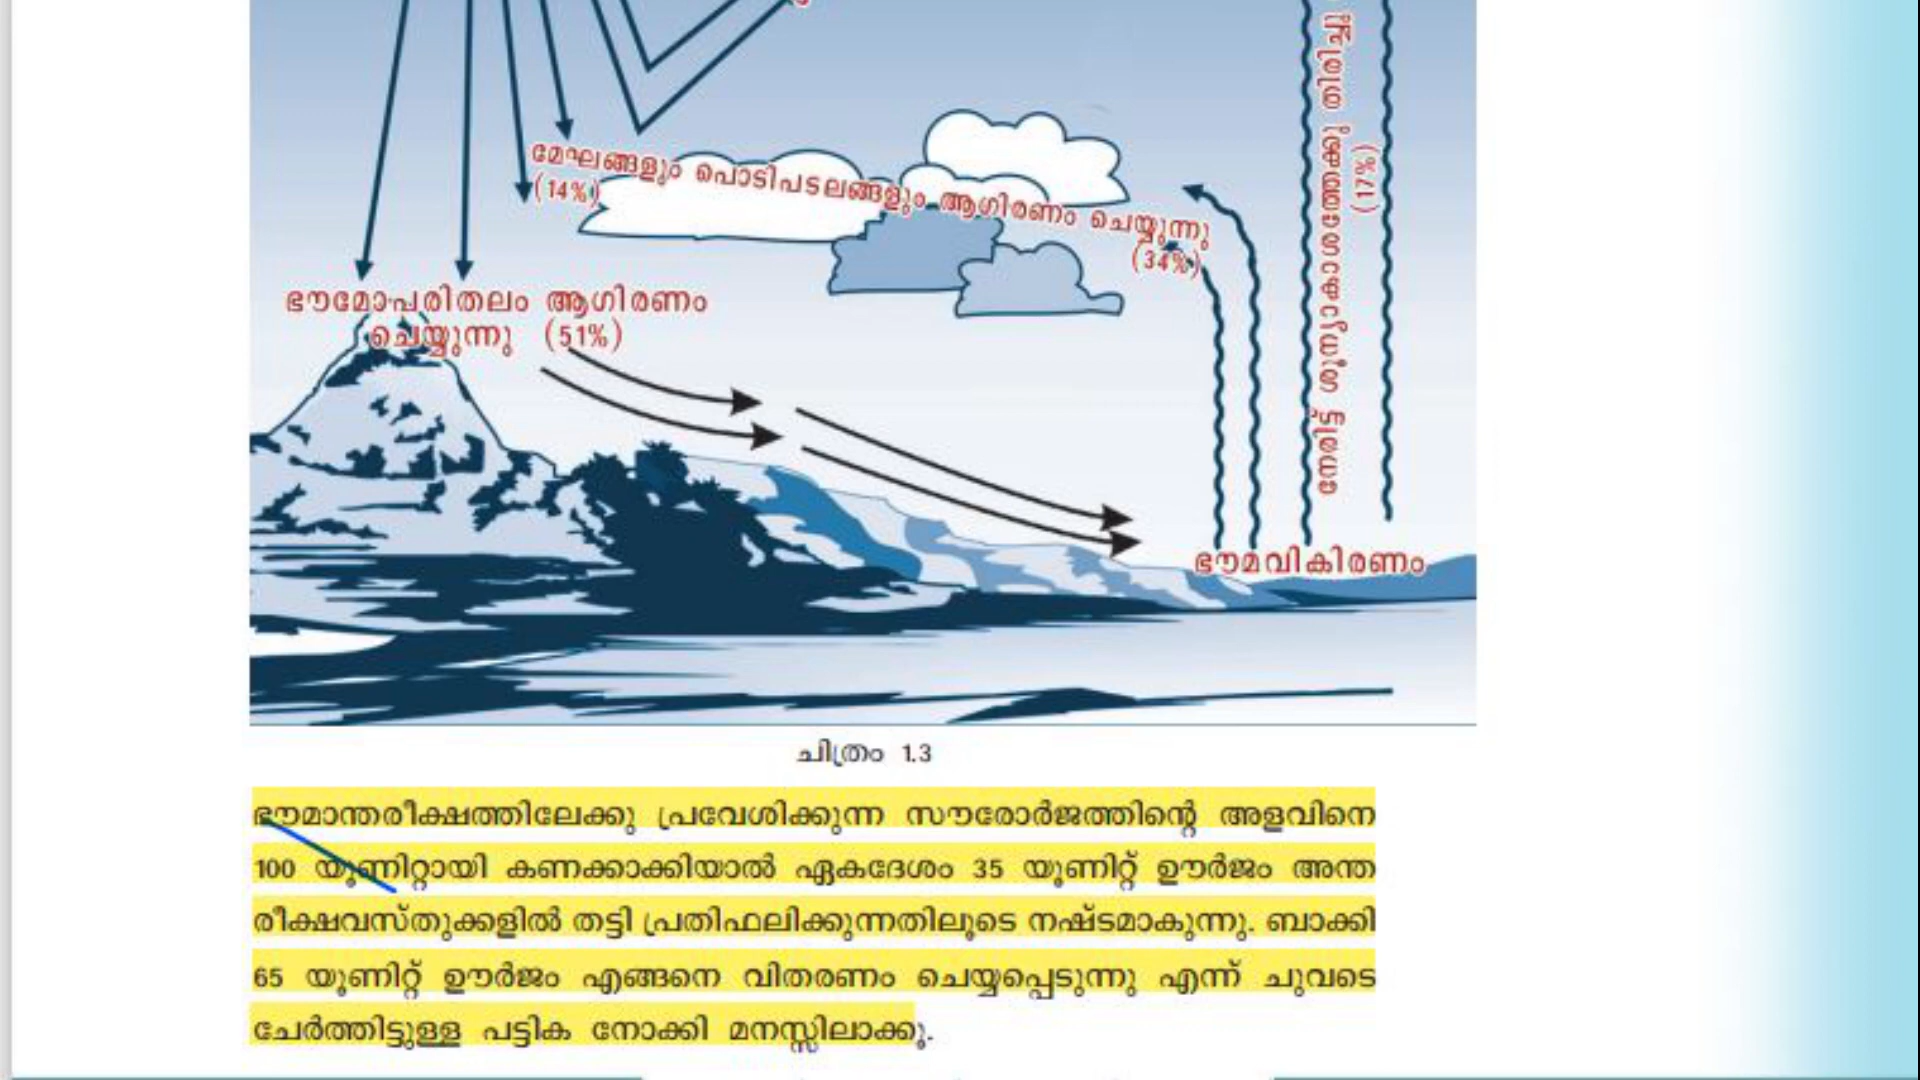 മേഘങ്ങളും പൊടിപടലങ്ങളും ആഗിരണം ചെയ്യുന്നു
(14%)
(34%)
ഭൗമോപരിതലം ആഗിരണം
ചെയ്യുന്നു (51%)
നേരിട്ട് ശൂന്യാകാശത്തേക്ക്
(17%)
ഭൗമവികിരണം
ചിത്രം 1.3
ഭൗമാന്തരീക്ഷത്തിലേക്കു പ്രവേശിക്കുന്ന സൗരോർജത്തിന്റെ അളവിനെ
100 യൂണിറ്റായി കണക്കാക്കിയാൽ ഏകദേശം 35 യൂണിറ്റ് ഊർജം അന്ത
രീക്ഷവസ്തുക്കളിൽ തട്ടി പ്രതിഫലിക്കുന്നതിലൂടെ നഷ്ടമാകുന്നു. ബാക്കി
65 യൂണിറ്റ് ഊർജം എങ്ങനെ വിതരണം ചെയ്യപ്പെടുന്നു എന്ന് ചുവടെ
ചേർത്തിട്ടുള്ള പട്ടിക നോക്കി മനസ്സിലാക്കൂ.